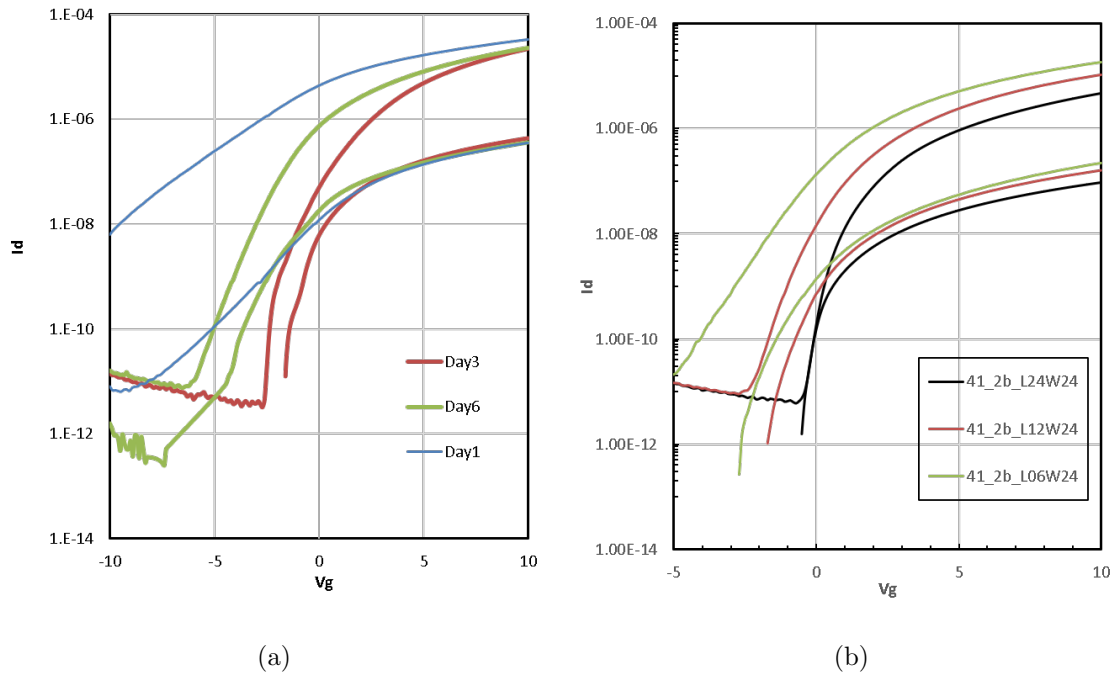 1.E-04
1.E-06
1.E-08
1.E-10
1.E-12
1.E-14
Id
-10
-5
0
5
10
Vg
Day3
Day6
Day1
(a)
1.00E-04
1.00E-06
1.00E-08
1.00E-10
1.00E-12
1.00E-14
Id
-5
0
5
10
Vg
41_2b_L24W24
41_2b_L12W24
41_2b_L06W24
(b)